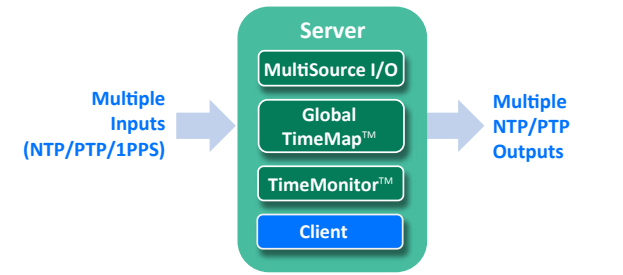 Server
MultiSource I/O
Multiple
Inputs
(NTP/PTP/1PPS)
Global
TimeMap™
Multiple
NTP/PTP
Outputs
TimeMonitor™
Client